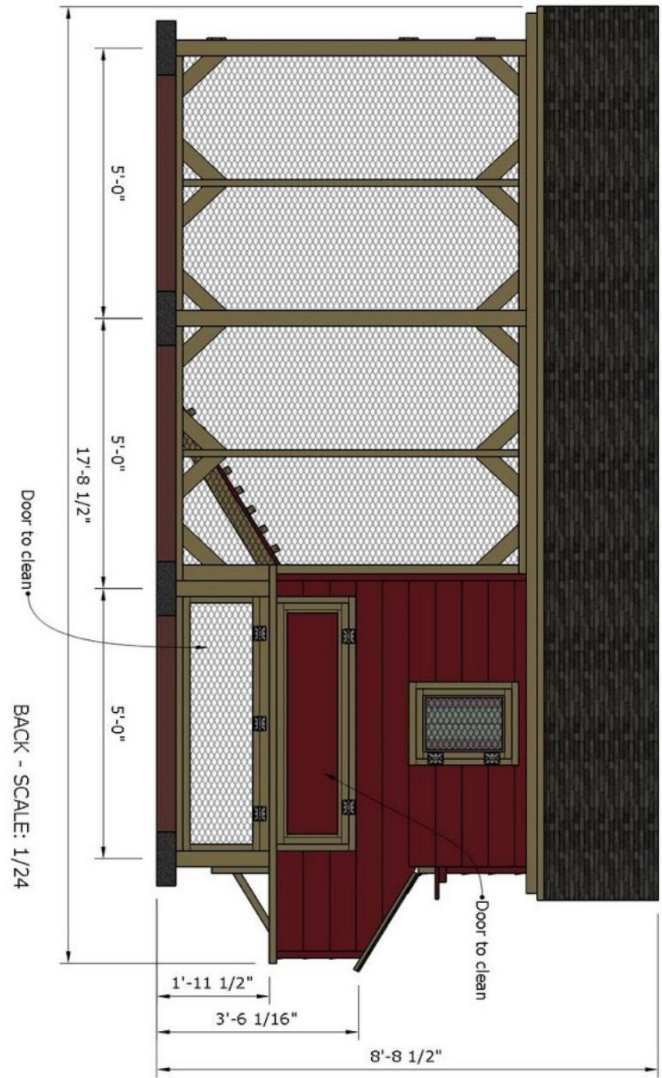 5'-0"
5'-0"
5'-0"
17'-8 1/2"
Door to clean
Door to clean
1'-11 1/2"
3'-6 1/16"
8'-8 1/2"
BACK - SCALE: 1/24